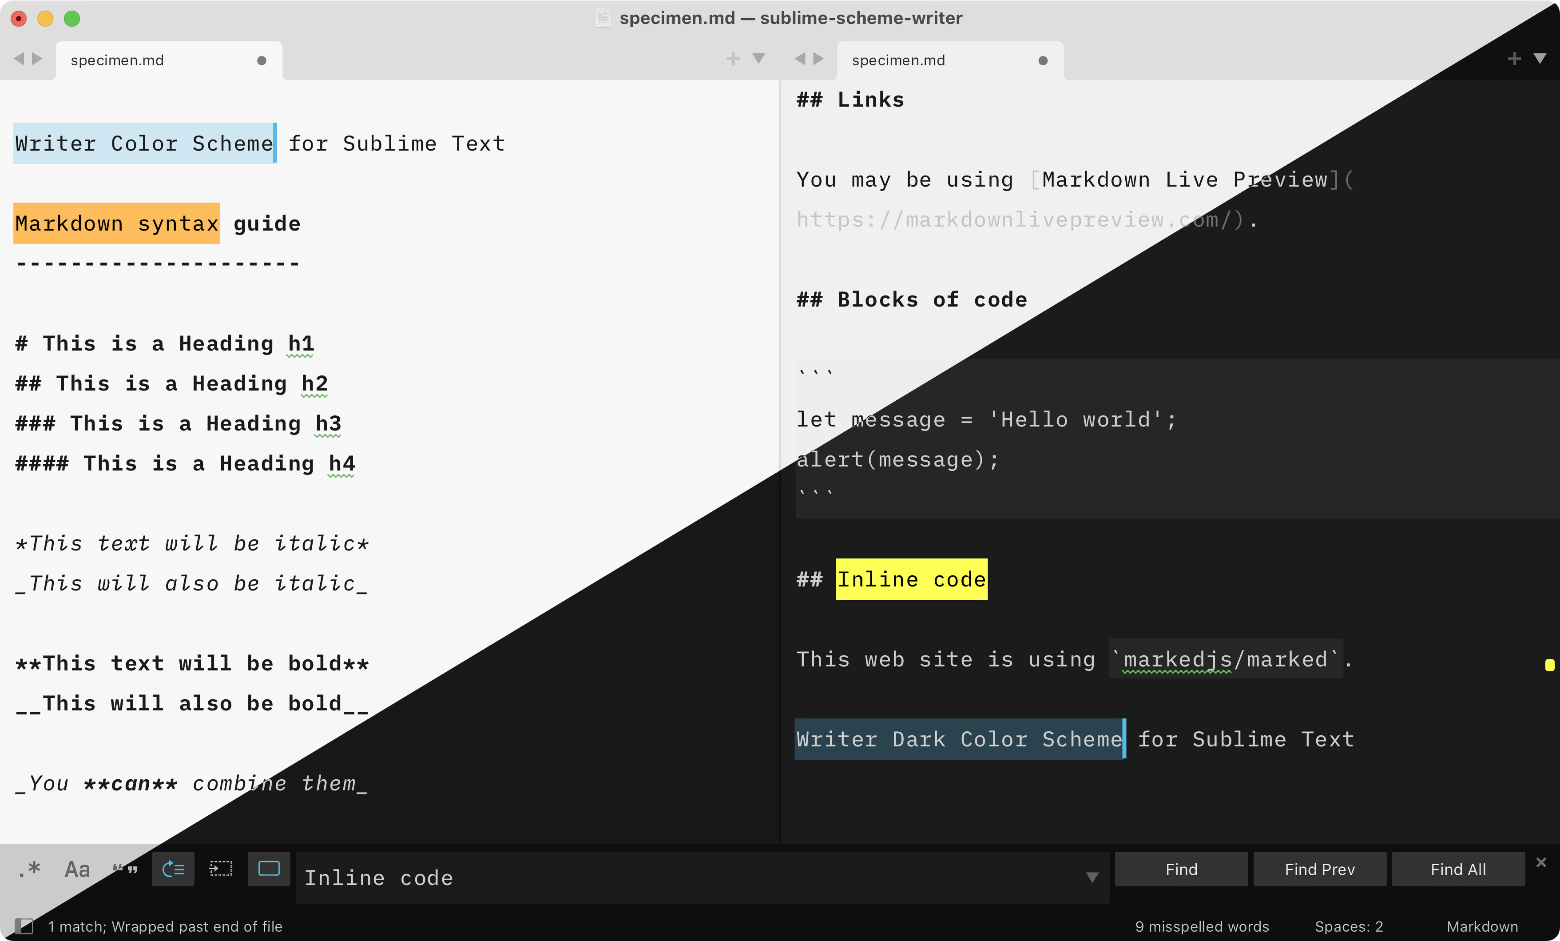 specimen.md — sublime-scheme-writer
specimen.md
Writer Color Scheme for Sublime Text
Markdown syntax guide
---------------------
# This is a Heading h1
## This is a Heading h2
### This is a Heading h3
#### This is a Heading h4
*This text will be italic*
_This will also be italic_
**This text will be bold**
__This will also be bold__
_You **can** combine them_
specimen.md
## Links
You may be using [Markdown Live Preview](
https://markdownlivepreview.com/).
## Blocks of code
```
let message = 'Hello world';
alert(message);
```
## Inline code
This web site is using `markedjs/marked`.
Writer Dark Color Scheme for Sublime Text
.* Aa “”
Inline code
Find
Find Prev
Find All
1 match; Wrapped past end of file
9 misspelled words
Spaces: 2
Markdown